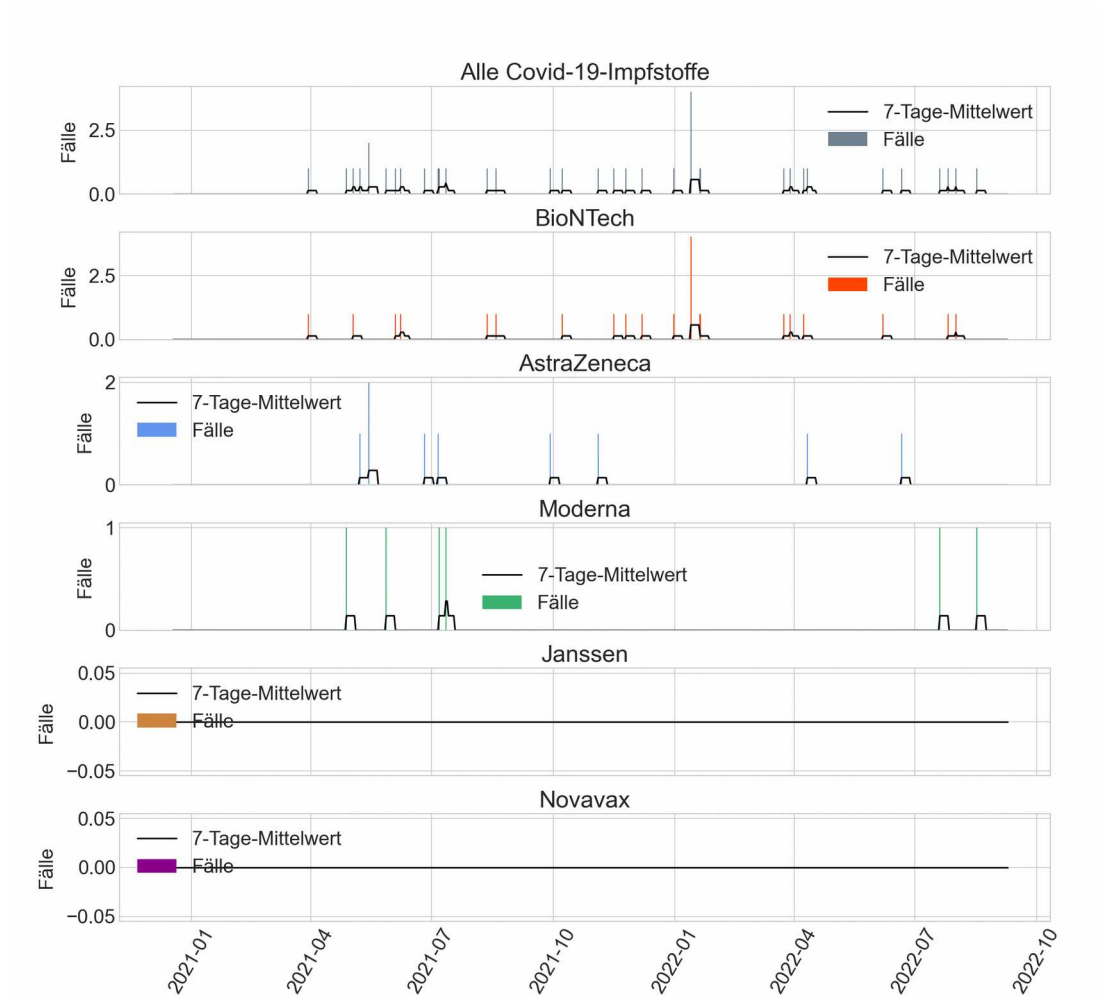 Alle Covid-19-Impfstoffe
Fälle
2.5
0.0
7-Tage-Mittelwert
Fälle
BioNTech
Fälle
2.5
0.0
7-Tage-Mittelwert
Fälle
AstraZeneca
Fälle
2
0
7-Tage-Mittelwert
Fälle
Moderna
Fälle
1
0
7-Tage-Mittelwert
Fälle
Janssen
Fälle
0.05
0.00
−0.05
7-Tage-Mittelwert
Fälle
Novavax
Fälle
0.05
0.00
−0.05
7-Tage-Mittelwert
Fälle
2021-01
2021-04
2021-07
2021-10
2022-01
2022-04
2022-07
2022-10